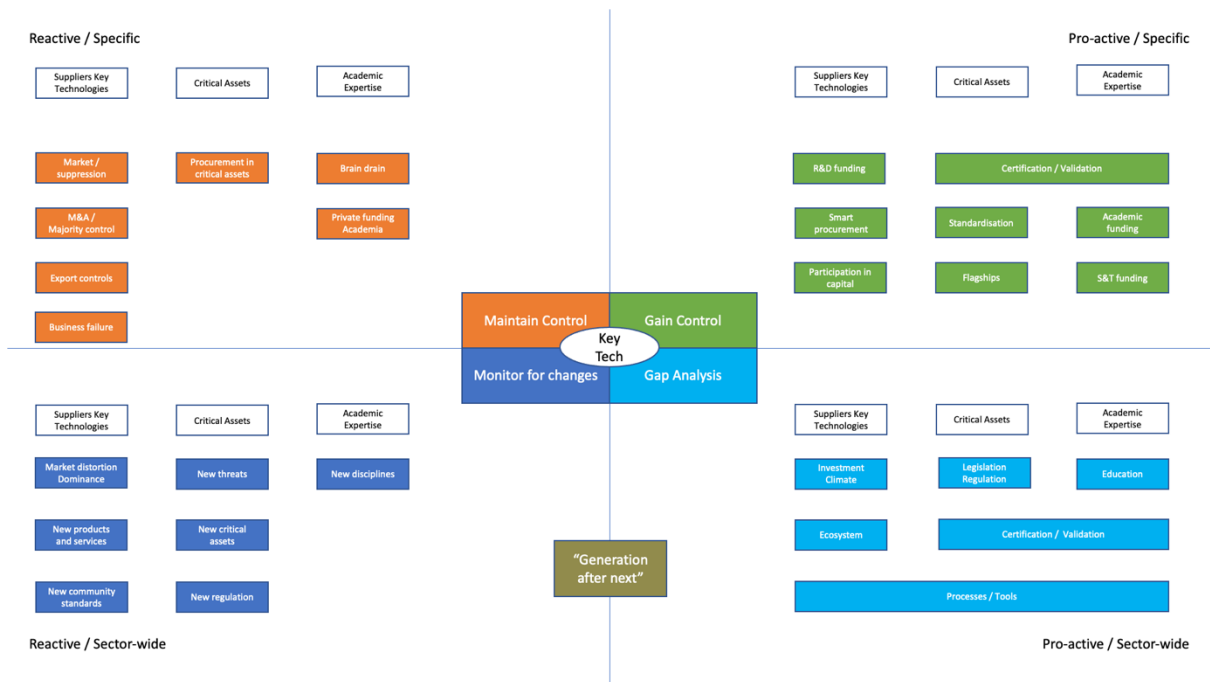 Reactive / Specific
Suppliers Key
Technologies
Critical Assets
Academic
Expertise
Market /
suppression
Procurement in
critical assets
Brain drain
M&A /
Majority control
Private funding
Academia
Export controls
Business failure
Pro-active / Specific
Suppliers Key
Technologies
Critical Assets
Academic
Expertise
R&D funding
Certification / Validation
Smart
procurement
Standardisation
Academic
funding
Participation in
capital
Flagships
S&T funding
Maintain Control
Gain Control
Key
Tech
Monitor for changes
Gap Analysis
Suppliers Key
Technologies
Critical Assets
Academic
Expertise
Market distortion
Dominance
New threats
New disciplines
New products
and services
New critical
assets
New community
standards
New regulation
Reactive / Sector-wide
"Generation
after next"
Suppliers Key
Technologies
Critical Assets
Academic
Expertise
Investment
Climate
Legislation
Regulation
Education
Ecosystem
Certification / Validation
Processes / Tools
Pro-active / Sector-wide